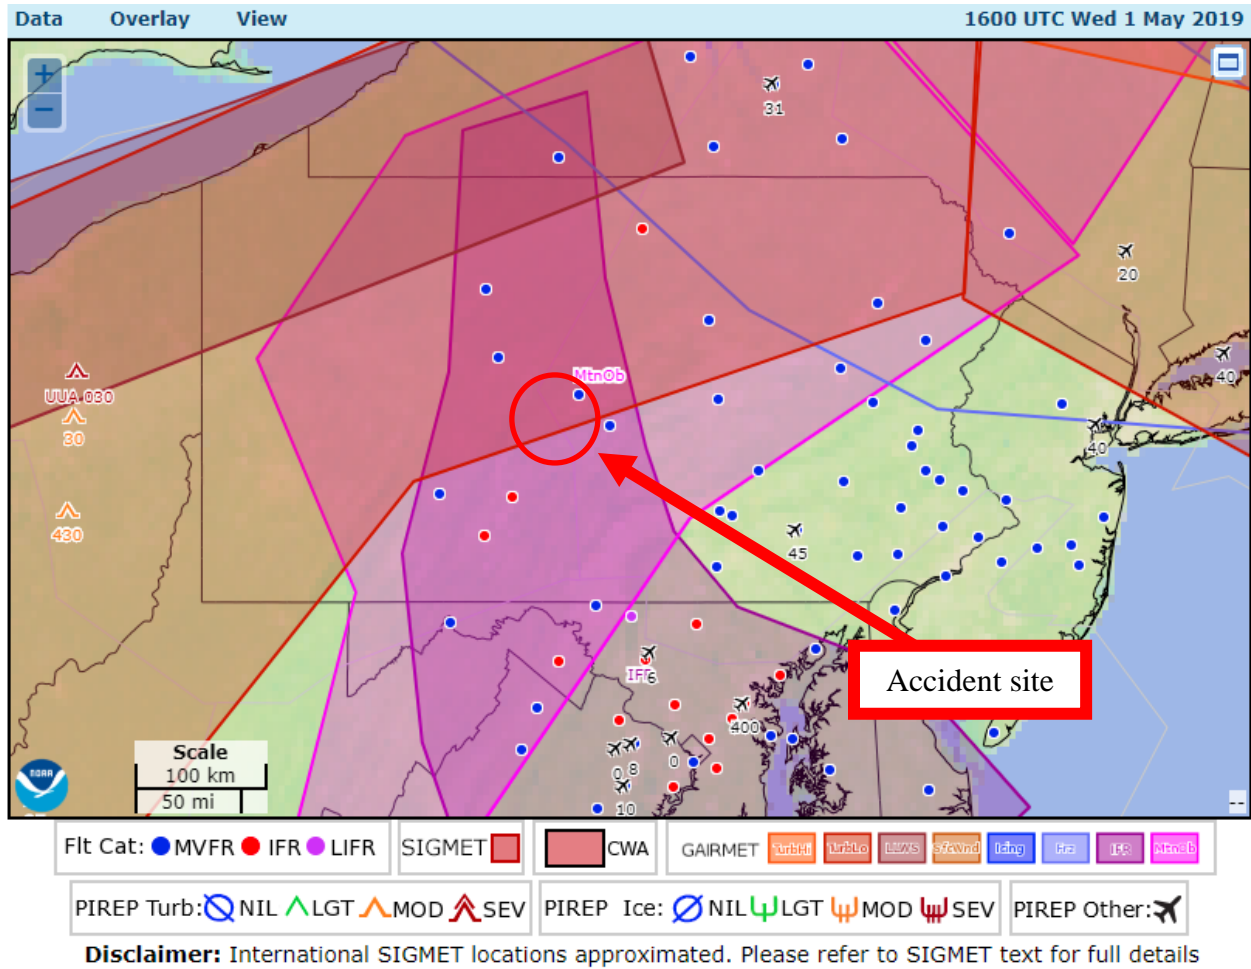 Data Overlay View 1600 UTC Wed 1 May 2019
+
−
31
20
UUA 030
30
MtnOb
40
40
430
45
IFR
6
400
0
8
0
10
Accident site
Scale
100 km
50 mi
NOAA
--
Flt Cat: MVFR IFR LIFR SIGMET CWA GAIRMET TurbHi TurbLo LLWS SfcWnd Icing Frz IFR MtnOb
PIREP Turb: NIL LGT MOD SEV PIREP Ice: NIL LGT MOD SEV PIREP Other:
Disclaimer: International SIGMET locations approximated. Please refer to SIGMET text for full details